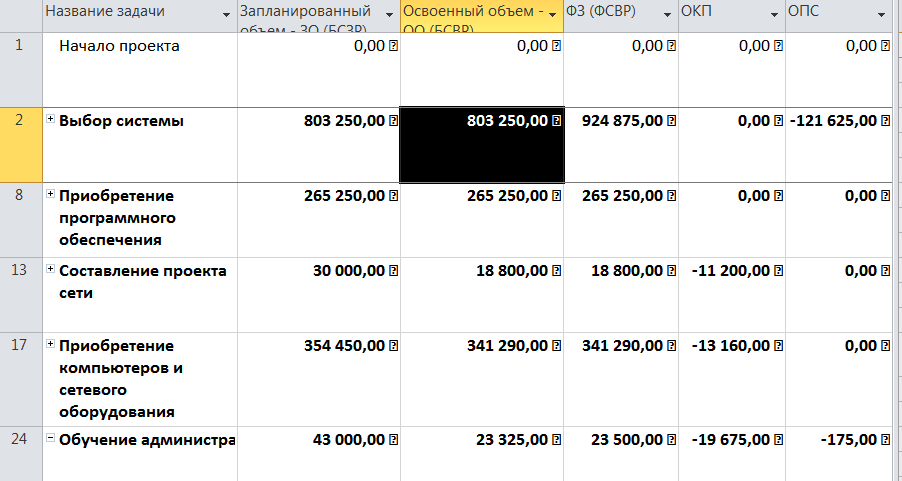 Название задачи Запланированный объем - ЗО (БСЗР) Освоенный объем - ОО (БСВР) ФЗ (ФСВР) ОКП ОПС
1 Начало проекта 0,00 0,00 0,00 0,00 0,00
2 Выбор системы 803 250,00 803 250,00 924 875,00 0,00 -121 625,00
8 Приобретение 265 250,00 265 250,00 265 250,00 0,00 0,00
программного
обеспечения
13 Составление проекта 30 000,00 18 800,00 18 800,00 -11 200,00 0,00
сети
17 Приобретение 354 450,00 341 290,00 341 290,00 -13 160,00 0,00
компьютеров и
сетевого
оборудования
24 Обучение администра 43 000,00 23 325,00 23 500,00 -19 675,00 -175,00